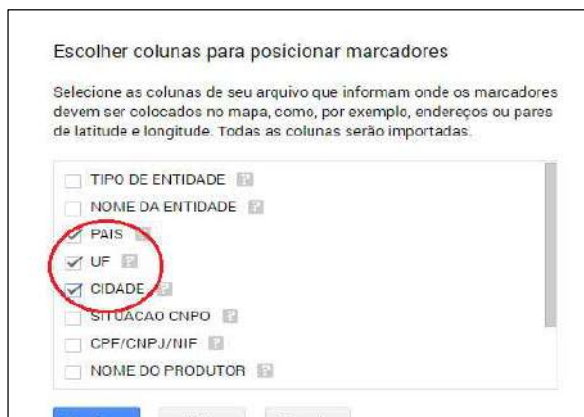 Escolher colunas para posicionar marcadores
Selecione as colunas de seu arquivo que informam onde os marcadores
devem ser colocados no mapa, como, por exemplo, endereços ou pares
de latitude e longitude. Todas as colunas serão importadas.
TIPO DE ENTIDADE ?
NOME DA ENTIDADE ?
PAIS ?
UF ?
CIDADE ?
SITUACAO CNPO ?
CPF/CNPJ/NIF ?
NOME DO PRODUTOR ?